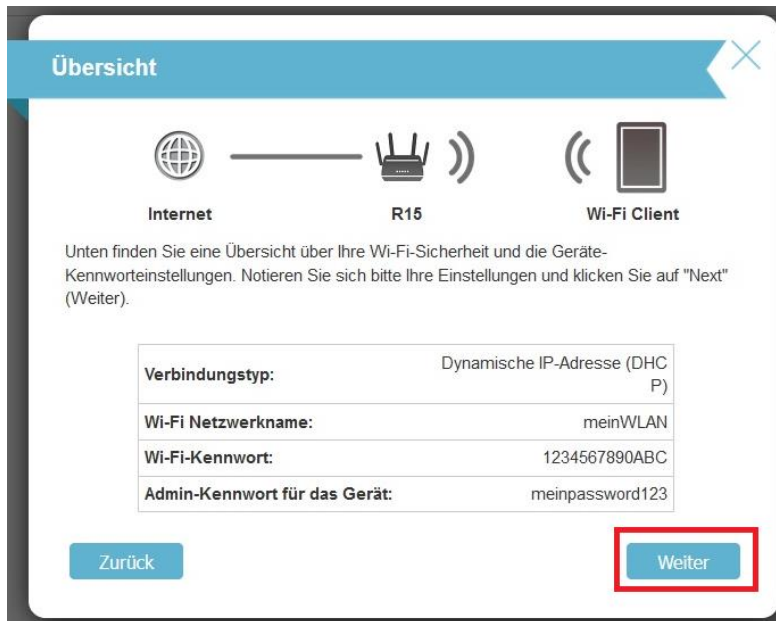 Übersicht
Internet
R15
Wi-Fi Client
Unten finden Sie eine Übersicht über Ihre Wi-Fi-Sicherheit und die Geräte-
Kennworteinstellungen. Notieren Sie sich bitte Ihre Einstellungen und klicken Sie auf "Next"
(Weiter).
Verbindungstyp:
Dynamische IP-Adresse (DHC
P)
Wi-Fi Netzwerkname:
meinWLAN
Wi-Fi-Kennwort:
1234567890ABC
Admin-Kennwort für das Gerät:
meinpassword123
Zurück
Weiter